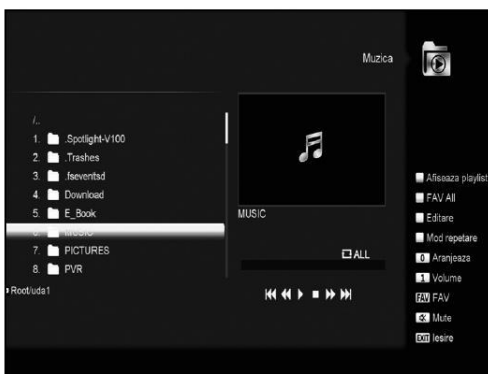 Muzica
/..
1. .Spotlight-V100
2. .Trashes
3. .fseventsd
4. Download
5. E_Book
6. MUSIC
7. PICTURES
8. PVR
Root/uda1
MUSIC
ALL
Afiseaza playlist
FAV All
Editare
Mod repetare
0 Aranjeaza
1 Volume
FAV FAV
Mute
EXIT Iesire